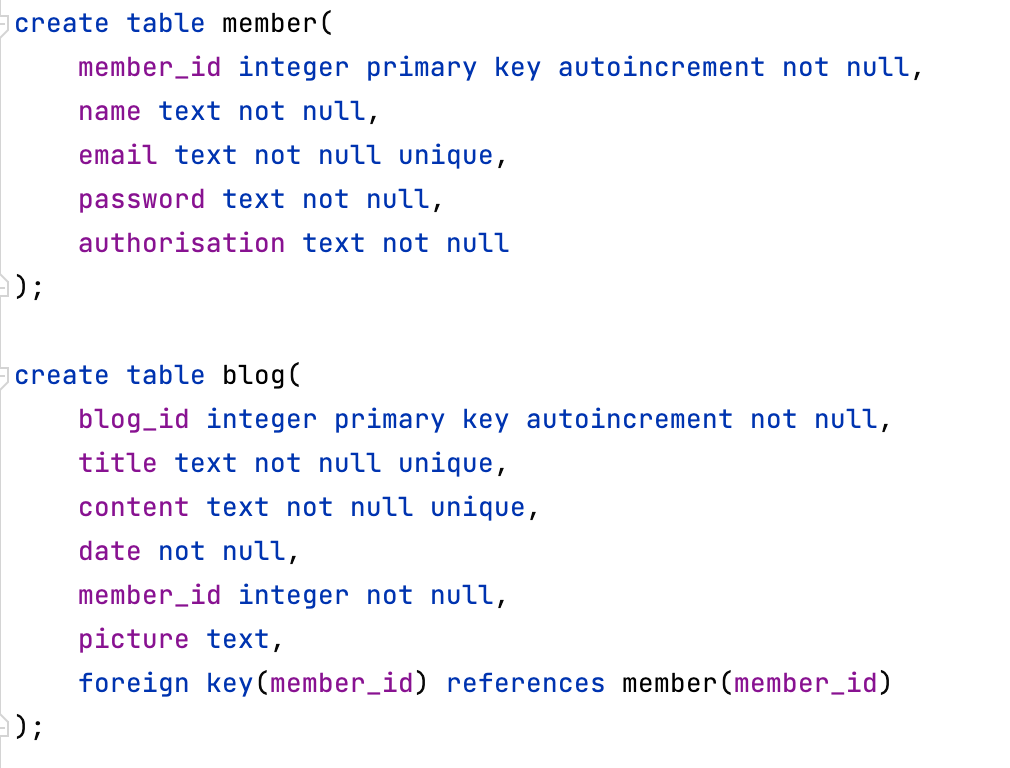 create table member(
    member_id integer primary key autoincrement not null,
    name text not null,
    email text not null unique,
    password text not null,
    authorisation text not null
);

create table blog(
    blog_id integer primary key autoincrement not null,
    title text not null unique,
    content text not null unique,
    date not null,
    member_id integer not null,
    picture text,
    foreign key(member_id) references member(member_id)
);